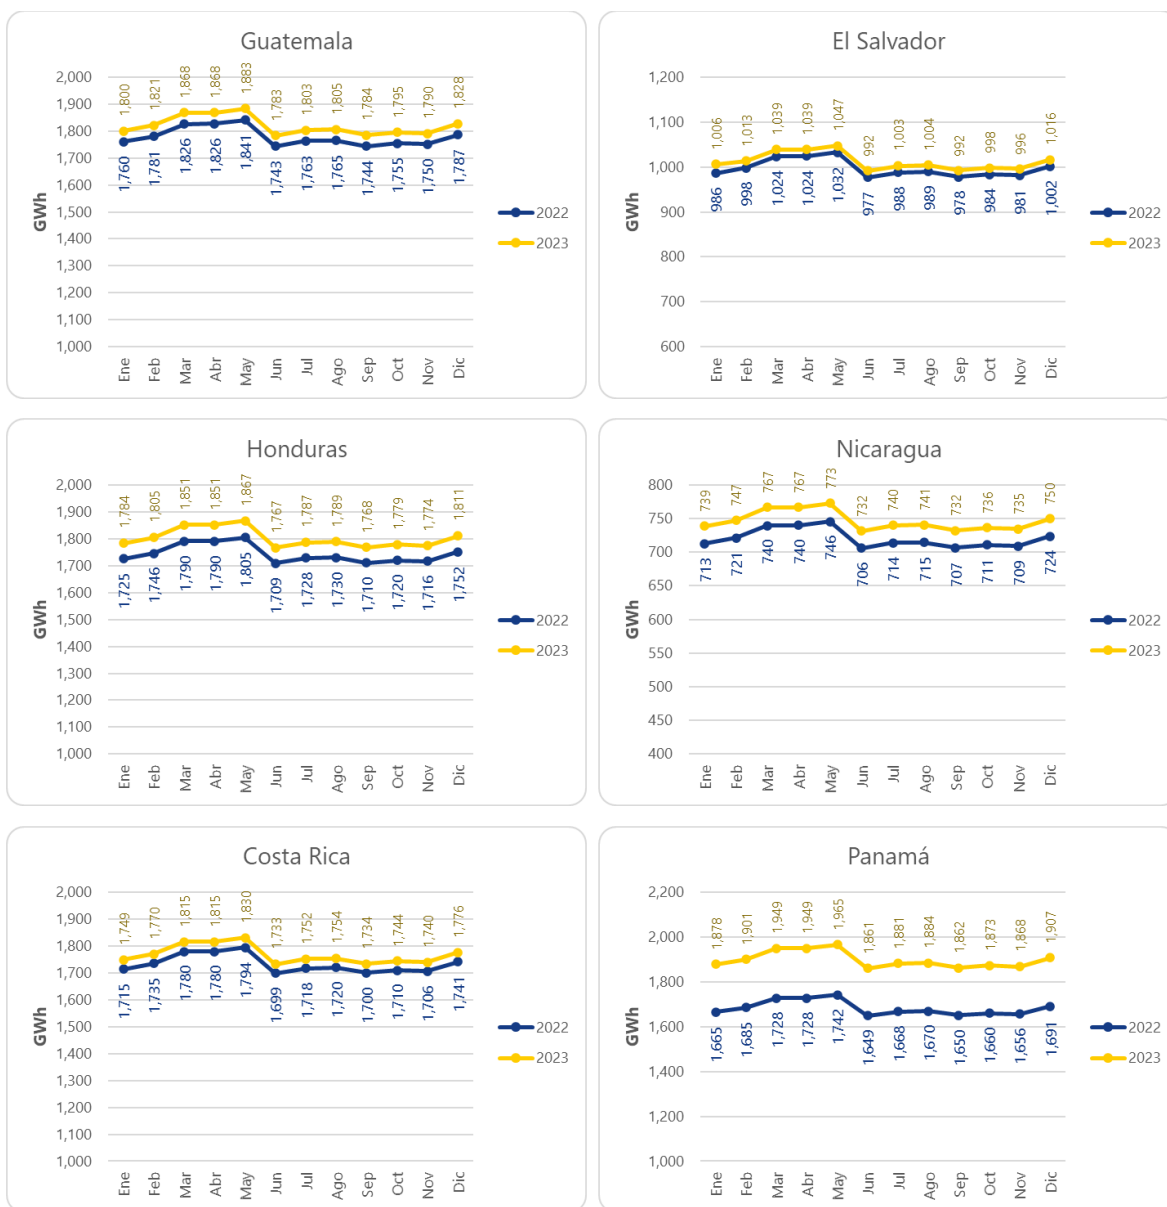 Guatemala
2,000
1,900
1,800
1,700
1,600
1,500
1,400
1,300
1,200
1,100
1,000
GWh
1,800 1,821 1,868 1,868 1,883 1,783 1,803 1,805 1,784 1,795 1,790 1,828
1,760 1,781 1,826 1,826 1,841 1,743 1,763 1,765 1,744 1,755 1,750 1,787
Ene Feb Mar Abr May Jun Jul Ago Sep Oct Nov Dic
2022
2023
El Salvador
1,200
1,100
1,000
900
800
700
600
GWh
1,006 1,013 1,039 1,039 1,047 992 1,003 1,004 992 998 996 1,016
986 998 1,024 1,024 1,032 977 988 989 978 984 981 1,002
Ene Feb Mar Abr May Jun Jul Ago Sep Oct Nov Dic
2022
2023
Honduras
2,000
1,900
1,800
1,700
1,600
1,500
1,400
1,300
1,200
1,100
1,000
GWh
1,784 1,805 1,851 1,851 1,867 1,767 1,787 1,789 1,768 1,779 1,774 1,811
1,725 1,746 1,790 1,790 1,805 1,709 1,728 1,730 1,710 1,720 1,716 1,752
Ene Feb Mar Abr May Jun Jul Ago Sep Oct Nov Dic
2022
2023
Nicaragua
800
750
700
650
600
550
500
450
400
GWh
739 747 767 767 773 732 740 741 732 736 735 750
713 721 740 740 746 706 714 715 707 711 709 724
Ene Feb Mar Abr May Jun Jul Ago Sep Oct Nov Dic
2022
2023
Costa Rica
2,000
1,900
1,800
1,700
1,600
1,500
1,400
1,300
1,200
1,100
1,000
GWh
1,749 1,770 1,815 1,815 1,830 1,733 1,752 1,754 1,734 1,744 1,740 1,776
1,715 1,735 1,780 1,780 1,794 1,699 1,718 1,720 1,700 1,710 1,706 1,741
Ene Feb Mar Abr May Jun Jul Ago Sep Oct Nov Dic
2022
2023
Panamá
2,200
2,000
1,800
1,600
1,400
1,200
1,000
GWh
1,878 1,901 1,949 1,949 1,965 1,861 1,881 1,884 1,862 1,873 1,868 1,907
1,665 1,685 1,728 1,728 1,742 1,649 1,668 1,670 1,650 1,660 1,656 1,691
Ene Feb Mar Abr May Jun Jul Ago Sep Oct Nov Dic
2022
2023